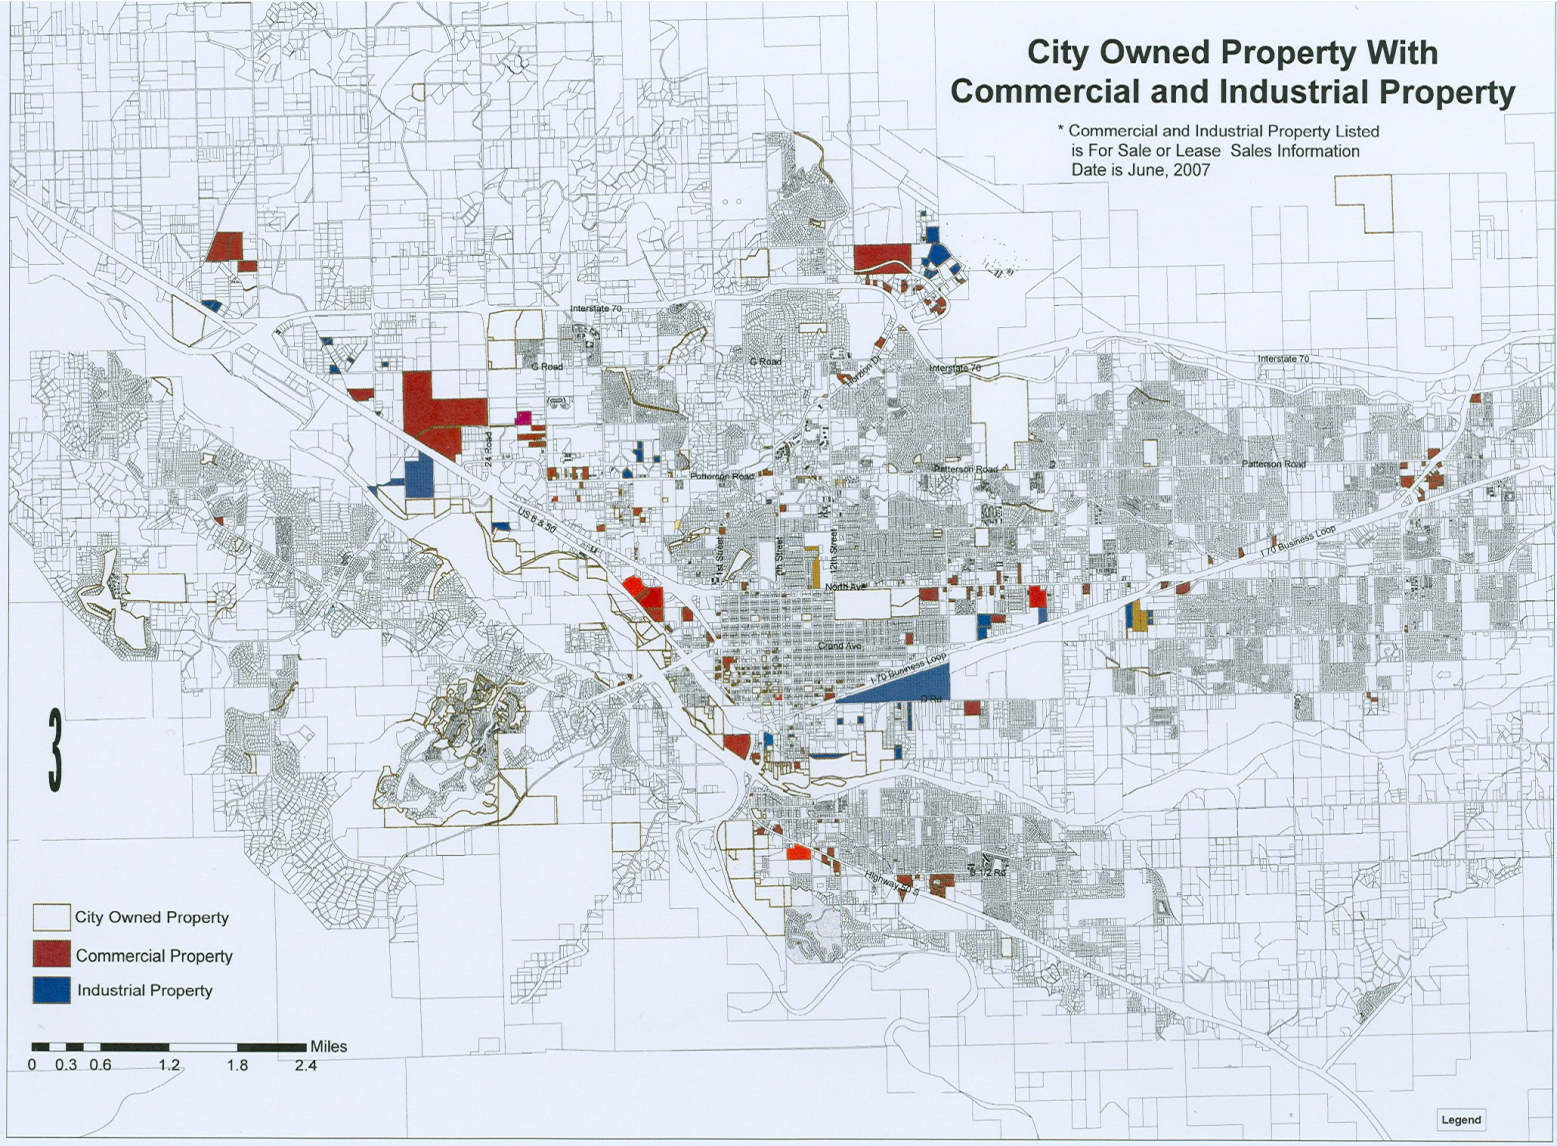 City Owned Property With
Commercial and Industrial Property
* Commercial and Industrial Property Listed
is For Sale or Lease Sales Information
Date is June, 2007
Interstate 70
G Road
G Road
Interstate 70
Interstate 70
24 Road
Patterson Road
Patterson Road
Patterson Road
US 6 & 50
1st Street
7th Street
12th Street
I 70 Business Loop
North Ave
Grand Ave
I-70 Business Loop
D Rd
3
Highway 50 S
B 1/2 Rd
City Owned Property
Commercial Property
Industrial Property
Miles
0 0.3 0.6 1.2 1.8 2.4
Legend